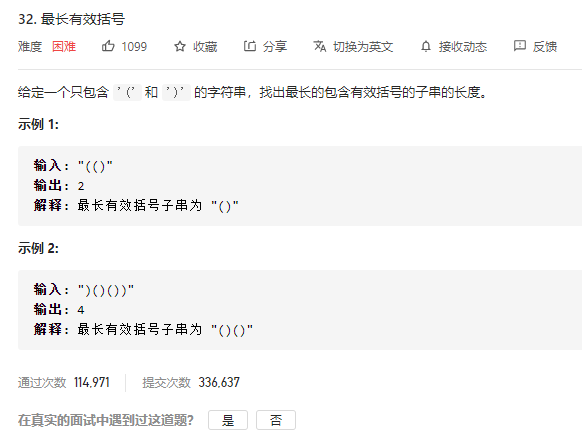 32. 最长有效括号
难度 困难 1099 收藏 分享 切换为英文 接收动态 反馈
给定一个只包含 '(' 和 ')' 的字符串，找出最长的包含有效括号的子串的长度。
示例 1:
输入: "(()"
输出: 2
解释: 最长有效括号子串为 "()"
示例 2:
输入: ")()())"
输出: 4
解释: 最长有效括号子串为 "()()"
通过次数 114,971 提交次数 336,637
在真实的面试中遇到过这道题？ 是 否